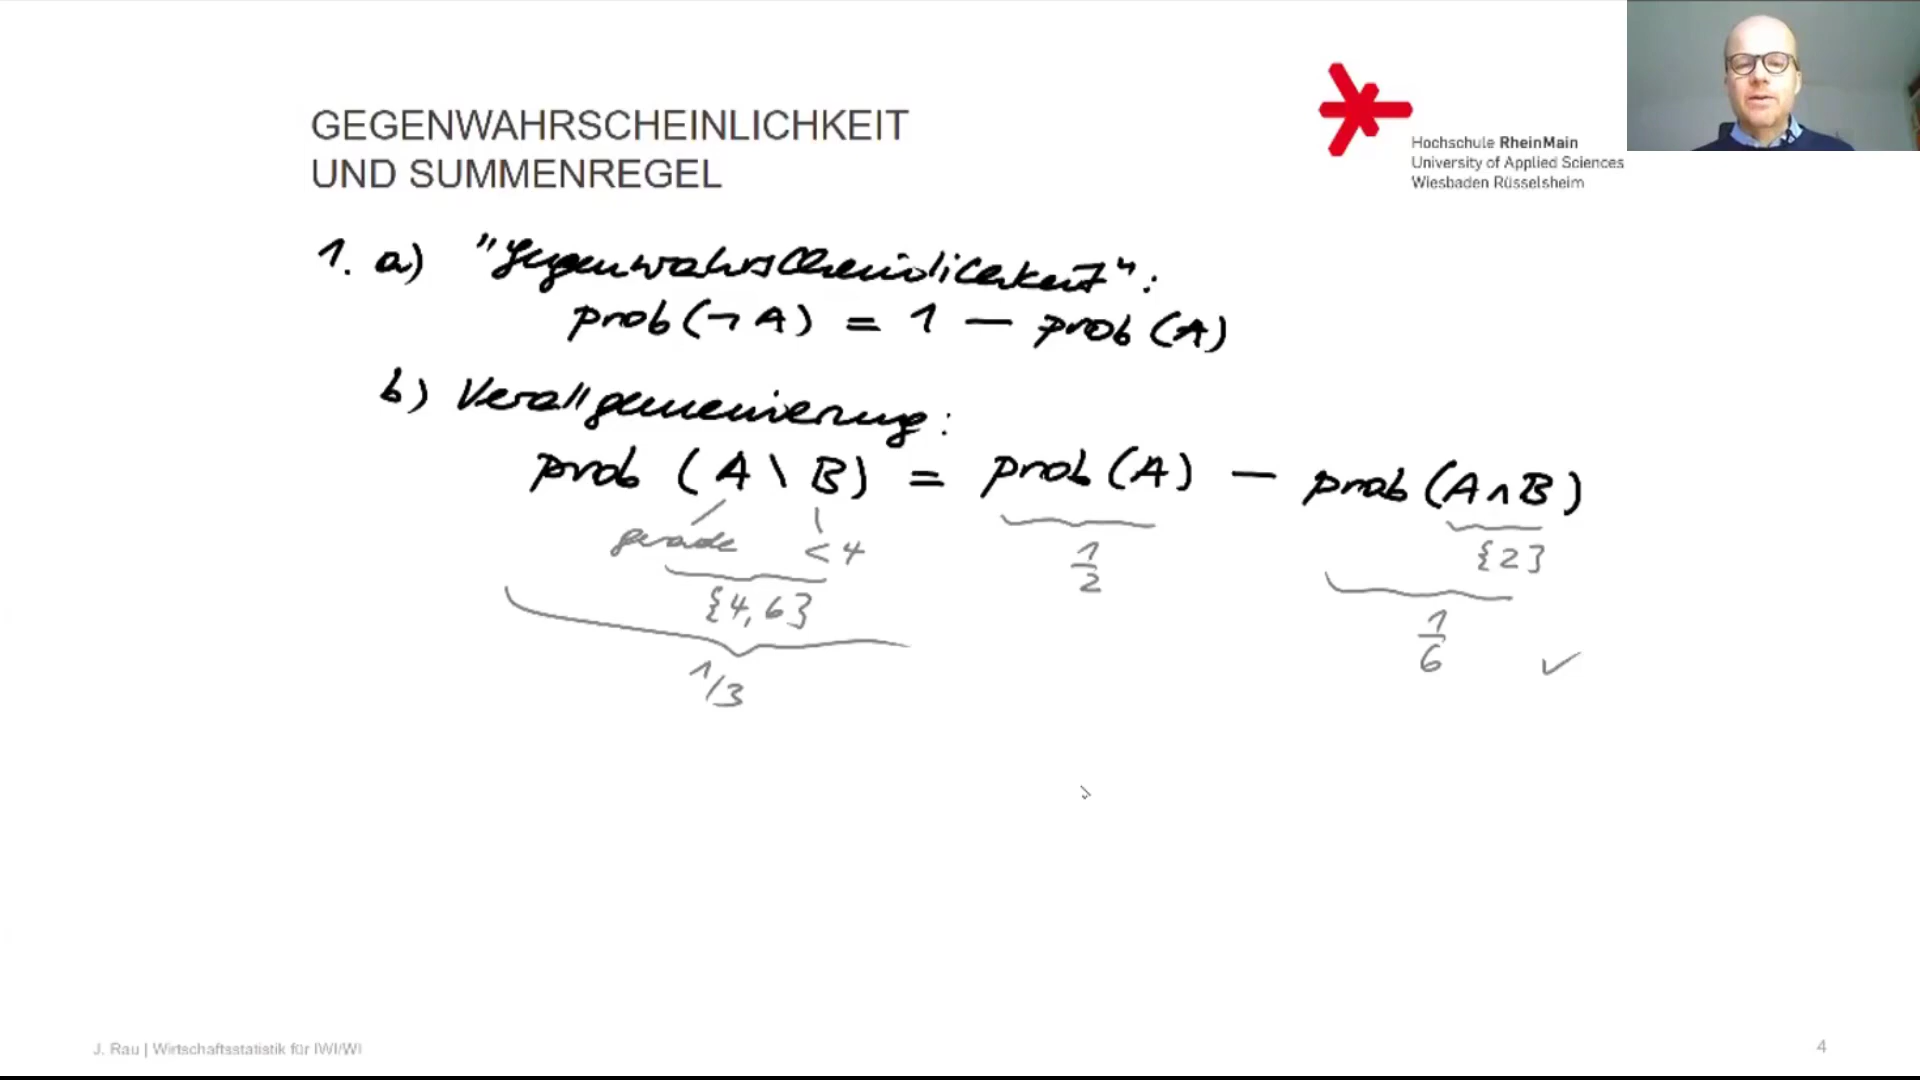 GEGENWAHRSCHEINLICHKEIT
UND SUMMENREGEL
Hochschule RheinMain
University of Applied Sciences
Wiesbaden Rüsselsheim
1. a) "Gegenwahrscheinlichkeit":
prob(¬A) = 1 − prob(A)
b) Verallgemeinerung:
prob (A \ B) = prob(A) − prob(A∧B)
gerade < 4
{4,6}
1/3
1/2
{2}
1/6 ✓
J. Rau | Wirtschaftsstatistik für IWI/WI
4